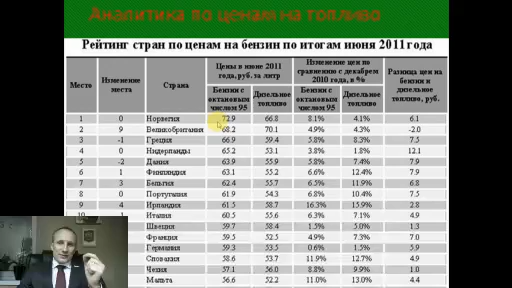 Аналитика по ценам на топливо
Рейтинг стран по ценам на бензин по итогам июня 2011 года
Место Изменение места Страна Цены в июне 2011 года, руб. за литр Изменение цен по сравнению с декабрем 2010 года, в % Разница цен на бензин и дизельное топливо, руб.
Бензин с октановым числом 95 Дизельное топливо Бензин с октановым числом 95 Дизельное топливо
1 0 Норвегия 72.9 66.8 8.1% 4.1% 6.1
2 9 Великобритания 68.2 70.1 4.9% 4.3% -2.0
3 -1 Греция 66.9 59.4 5.8% 8.3% 7.5
4 0 Нидерланды 65.2 53.1 3.8% 1.8% 12.1
5 -2 Дания 63.9 55.9 5.8% 7.4% 7.9
6 1 Финляндия 63.1 55.2 6.6% 12.4% 7.9
7 3 Бельгия 62.4 55.7 6.5% 11.9% 6.8
8 0 Португалия 61.9 54.3 6.8% 10.4% 7.5
9 4 Ирландия 61.5 58.7 16.3% 15.9% 2.8
10 Италия 60.5 55.6 6.3% 7.1% 4.9
Швеция 59.7 58.4 1.5% 5.0% 1.3
Франция 59.5 52.5 4.9% 7.3% 7.0
Германия 59.3 53.5 0.6% 1.5% 5.9
Словакия 58.6 53.7 11.9% 12.7% 4.9
Чехия 57.1 56.0 8.8% 9.9% 1.0
Мальта 56.6 52.2 11.0% 13.0% 4.4